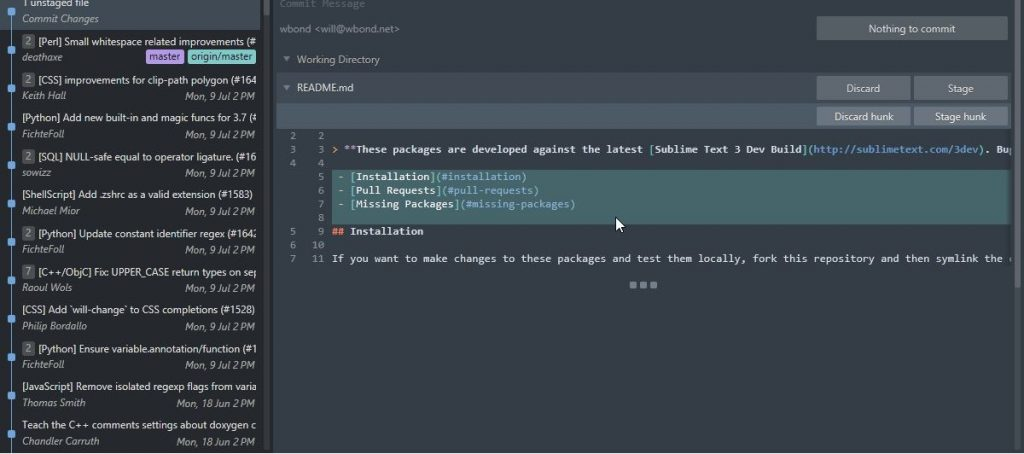 1 unstaged file
Commit Changes
2 [Perl] Small whitespace related improvements (#
deathaxe master origin/master
2 [CSS] improvements for clip-path polygon (#164
Keith Hall Mon, 9 Jul 2 PM
[Python] Add new built-in and magic funcs for 3.7 (#
FichteFoll Mon, 9 Jul 2 PM
2 [SQL] NULL-safe equal to operator ligature. (#16
sowizz Mon, 9 Jul 2 PM
[ShellScript] Add .zshrc as a valid extension (#1583)
Michael Mior Mon, 9 Jul 2 PM
2 [Python] Update constant identifier regex (#1642
FichteFoll Mon, 9 Jul 2 PM
7 [C++/ObjC] Fix: UPPER_CASE return types on sep
Raoul Wols Mon, 9 Jul 2 PM
[CSS] Add `will-change` to CSS completions (#1528)
Philip Bordallo Mon, 9 Jul 2 PM
2 [Python] Ensure variable.annotation/function (#1
FichteFoll Mon, 9 Jul 2 PM
[JavaScript] Remove isolated regexp flags from varia
Thomas Smith Mon, 18 Jun 2 PM
Teach the C++ comments settings about doxygen c
Chandler Carruth Mon, 18 Jun 2 PM
Commit Message
wbond <will@wbond.net> Nothing to commit
Working Directory
README.md Discard Stage
Discard hunk Stage hunk
2 2
3 3 > **These packages are developed against the latest [Sublime Text 3 Dev Build](http://sublimetext.com/3dev). Bug
4 4
5 - [Installation](#installation)
6 - [Pull Requests](#pull-requests)
7 - [Missing Packages](#missing-packages)
8
5 9 ## Installation
6 10
7 11 If you want to make changes to these packages and test them locally, fork this repository and then symlink the